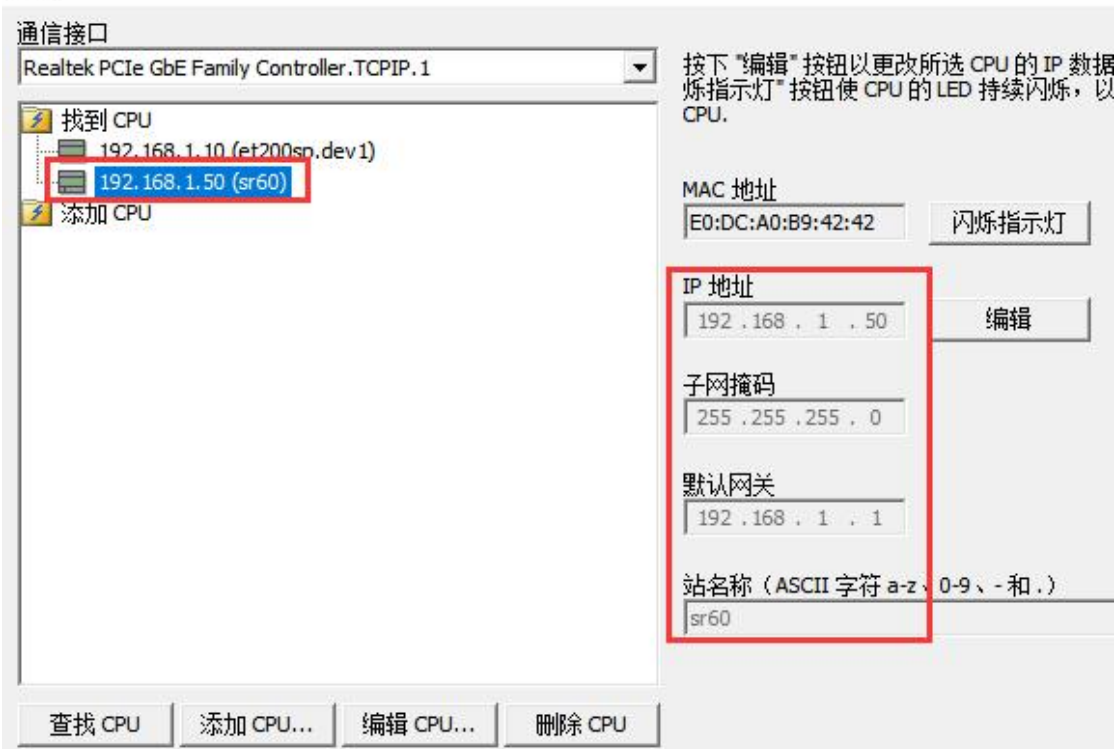 通信接口
Realtek PCIe GbE Family Controller.TCPIP.1
找到 CPU
192.168.1.10 (et200sp.dev1)
192.168.1.50 (sr60)
添加 CPU
查找 CPU
添加 CPU...
编辑 CPU...
删除 CPU
按下 "编辑" 按钮以更改所选 CPU 的 IP 数据
烁指示灯" 按钮使 CPU 的 LED 持续闪烁，以
CPU.
MAC 地址
E0:DC:A0:B9:42:42
闪烁指示灯
IP 地址
192 .168 . 1 . 50
编辑
子网掩码
255 .255 .255 . 0
默认网关
192 .168 . 1 . 1
站名称（ASCII 字符 a-z、0-9、- 和 .）
sr60